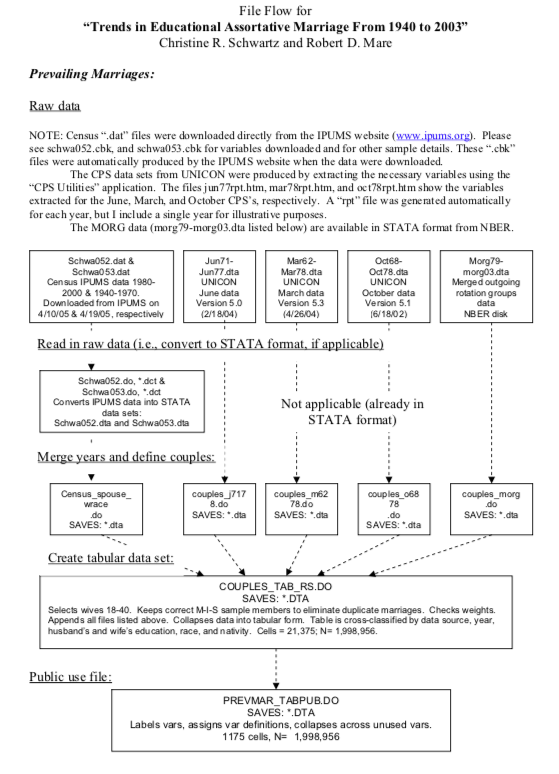 File Flow for
“Trends in Educational Assortative Marriage From 1940 to 2003”
Christine R. Schwartz and Robert D. Mare
Prevailing Marriages:
Raw data
NOTE: Census “.dat” files were downloaded directly from the IPUMS website (www.ipums.org). Please
see schwa052.cbk, and schwa053.cbk for variables downloaded and for other sample details. These “.cbk”
files were automatically produced by the IPUMS website when the data were downloaded.
The CPS data sets from UNICON were produced by extracting the necessary variables using the
“CPS Utilities” application. The files jun77rpt.htm, mar78rpt.htm, and oct78rpt.htm show the variables
extracted for the June, March, and October CPS’s, respectively. A “rpt” file was generated automatically
for each year, but I include a single year for illustrative purposes.
The MORG data (morg79-morg03.dta listed below) are available in STATA format from NBER.
Schwa052.dat &
Schwa053.dat
Census IPUMS data 1980-
2000 & 1940-1970.
Downloaded from IPUMS on
4/10/05 & 4/19/05, respectively
Jun71-
Jun77.dta
UNICON
June data
Version 5.0
(2/18/04)
Mar62-
Mar78.dta
UNICON
March data
Version 5.3
(4/26/04)
Oct68-
Oct78.dta
UNICON
October data
Version 5.1
(6/18/02)
Morg79-
morg03.dta
Merged outgoing
rotation groups
data
NBER disk
Read in raw data (i.e., convert to STATA format, if applicable)
Schwa052.do, *.dct &
Schwa053.do, *.dct
Converts IPUMS data into STATA
data sets:
Schwa052.dta and Schwa053.dta
Not applicable (already in
STATA format)
Merge years and define couples:
Census_spouse_
wrace
.do
SAVES: *.dta
couples_j717
8.do
SAVES: *.dta
couples_m62
78.do
SAVES: *.dta
couples_o68
78
.do
SAVES: *.dta
couples_morg
.do
SAVES: *.dta
Create tabular data set:
COUPLES_TAB_RS.DO
SAVES: *.DTA
Selects wives 18-40. Keeps correct M-I-S sample members to eliminate duplicate marriages. Checks weights.
Appends all files listed above. Collapses data into tabular form. Table is cross-classified by data source, year,
husband’s and wife’s education, race, and nativity. Cells = 21,375; N= 1,998,956.
Public use file:
PREVMAR_TABPUB.DO
SAVES: *.DTA
Labels vars, assigns var definitions, collapses across unused vars.
1175 cells, N= 1,998,956